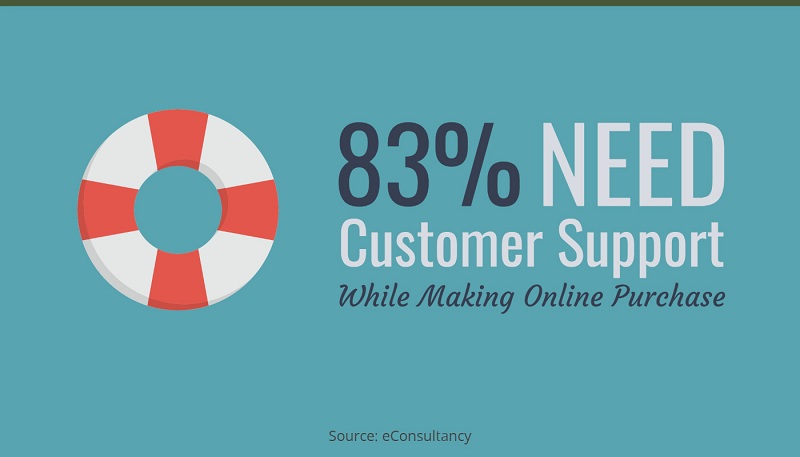 83% NEED
Customer Support
While Making Online Purchase
Source: eConsultancy